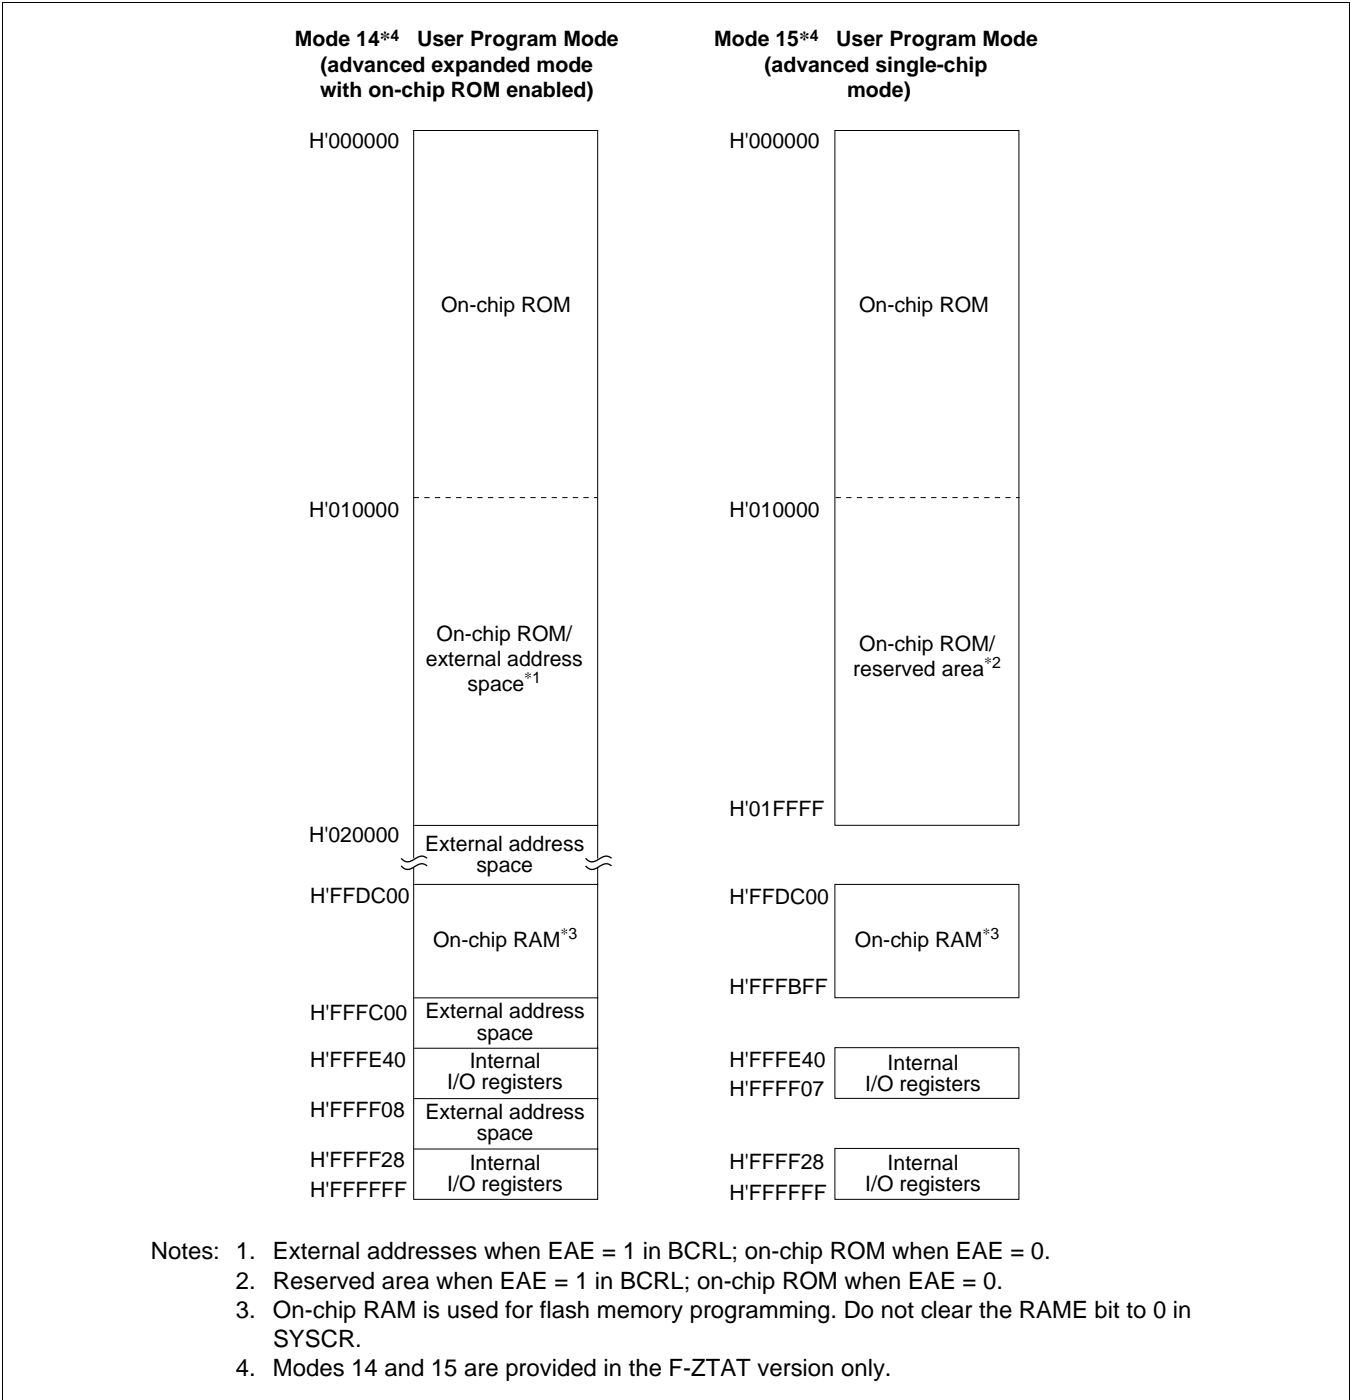 Mode 14*4 User Program Mode
(advanced expanded mode
with on-chip ROM enabled)
H'000000
On-chip ROM
H'010000
On-chip ROM/
external address
space*1
H'020000
External address
space
H'FFDC00
On-chip RAM*3
H'FFFC00
External address
space
H'FFFE40
Internal
I/O registers
H'FFFF08
External address
space
H'FFFF28
Internal
I/O registers
H'FFFFFF
Mode 15*4 User Program Mode
(advanced single-chip
mode)
H'000000
On-chip ROM
H'010000
On-chip ROM/
reserved area*2
H'01FFFF
H'FFDC00
On-chip RAM*3
H'FFFBFF
H'FFFE40
Internal
I/O registers
H'FFFF07
H'FFFF28
Internal
I/O registers
H'FFFFFF
Notes: 1. External addresses when EAE = 1 in BCRL; on-chip ROM when EAE = 0.
2. Reserved area when EAE = 1 in BCRL; on-chip ROM when EAE = 0.
3. On-chip RAM is used for flash memory programming. Do not clear the RAME bit to 0 in
SYSCR.
4. Modes 14 and 15 are provided in the F-ZTAT version only.